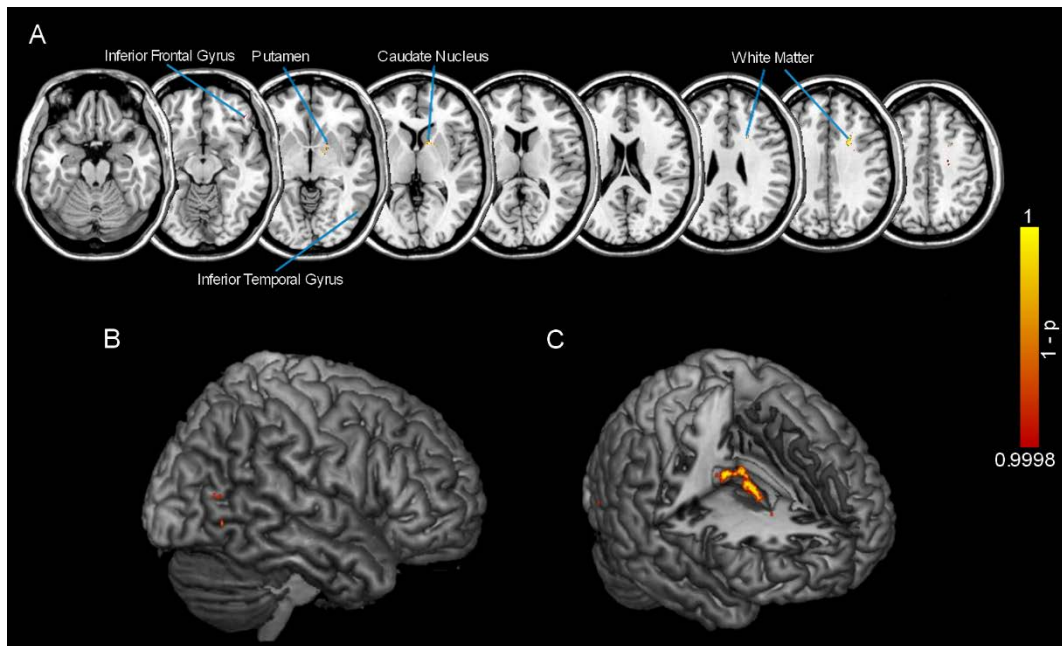 A
Inferior Frontal Gyrus
Putamen
Caudate Nucleus
White Matter
Inferior Temporal Gyrus
1
1 - p
0.9998
B
C